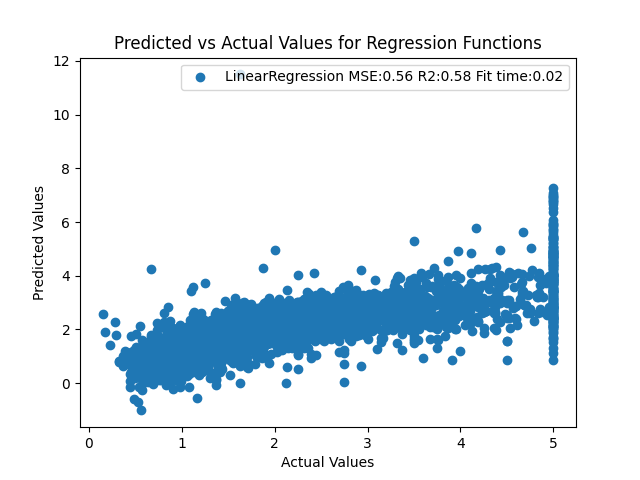 Predicted vs Actual Values for Regression Functions
LinearRegression MSE:0.56 R2:0.58 Fit time:0.02
12
10
8
6
4
2
0
Predicted Values
0 1 2 3 4 5
Actual Values